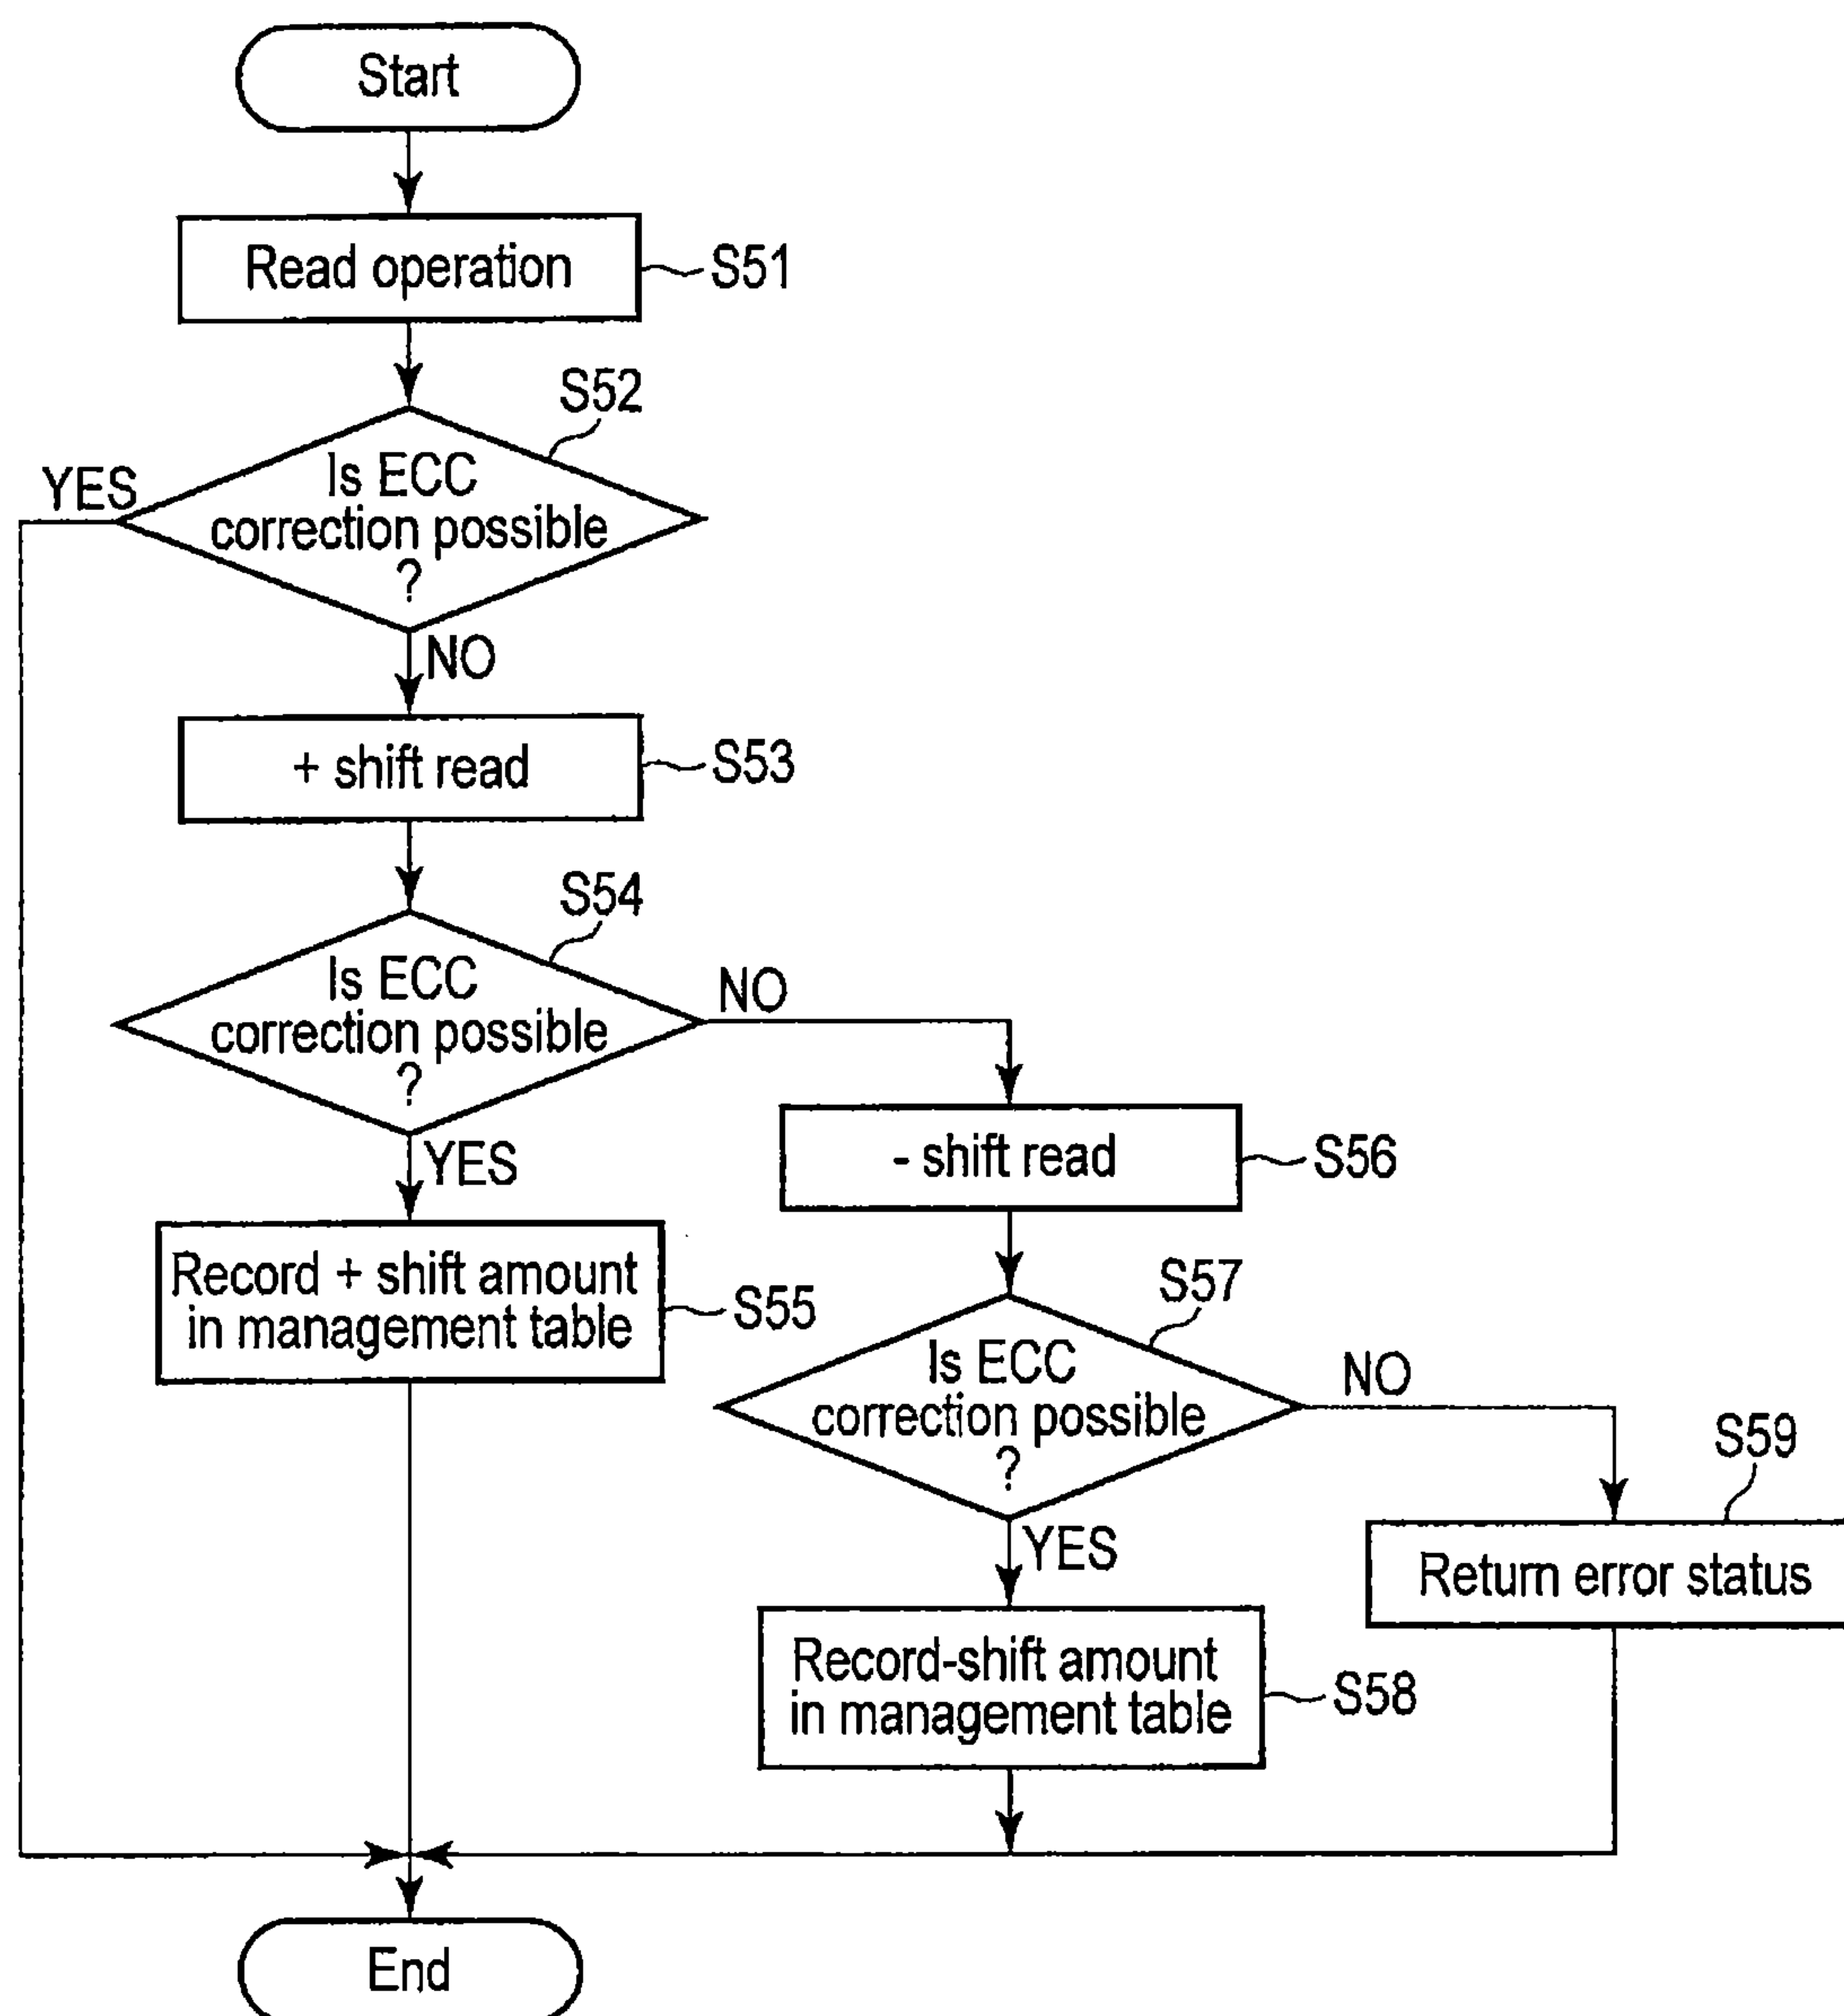 Start
Read operation
S51
S52
YES
Is ECC
correction possible
?
NO
+ shift read
S53
S54
Is ECC
correction possible
?
NO
YES
- shift read
S56
Record + shift amount
in management table
S55
S57
Is ECC
correction possible
?
NO
S59
YES
Return error status
Record-shift amount
in management table
S58
End